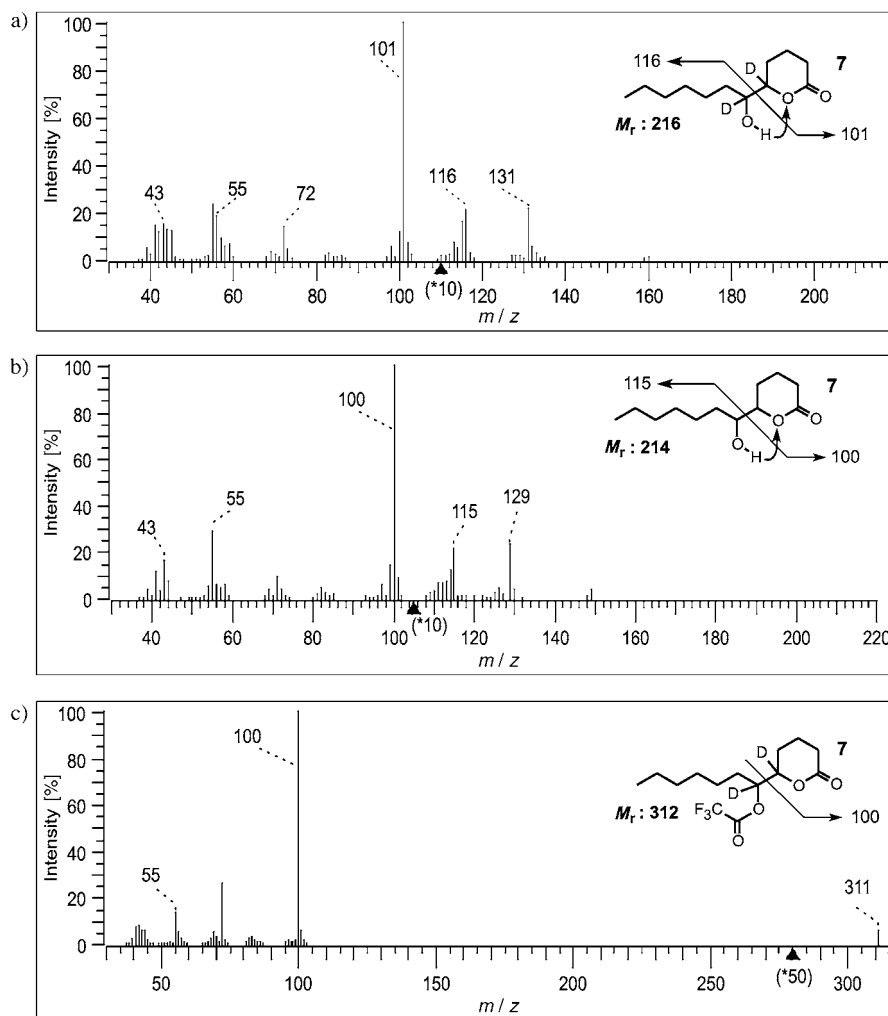 a)
Intensity [%]
100
80
60
40
20
0
43
55
72
101
116
131
40
60
80
100
120
140
160
180
200
(*10)
m / z
116
D
7
D
O
O
O
H
Mr : 216
101
b)
Intensity [%]
100
80
60
40
20
0
43
55
100
115
129
40
60
80
100
120
140
160
180
200
220
(*10)
m / z
115
7
O
O
O
H
Mr : 214
100
c)
Intensity [%]
100
80
60
40
20
0
55
100
311
50
100
150
200
250
300
(*50)
m / z
D
7
D
O
O
O
F3C
O
Mr : 312
100